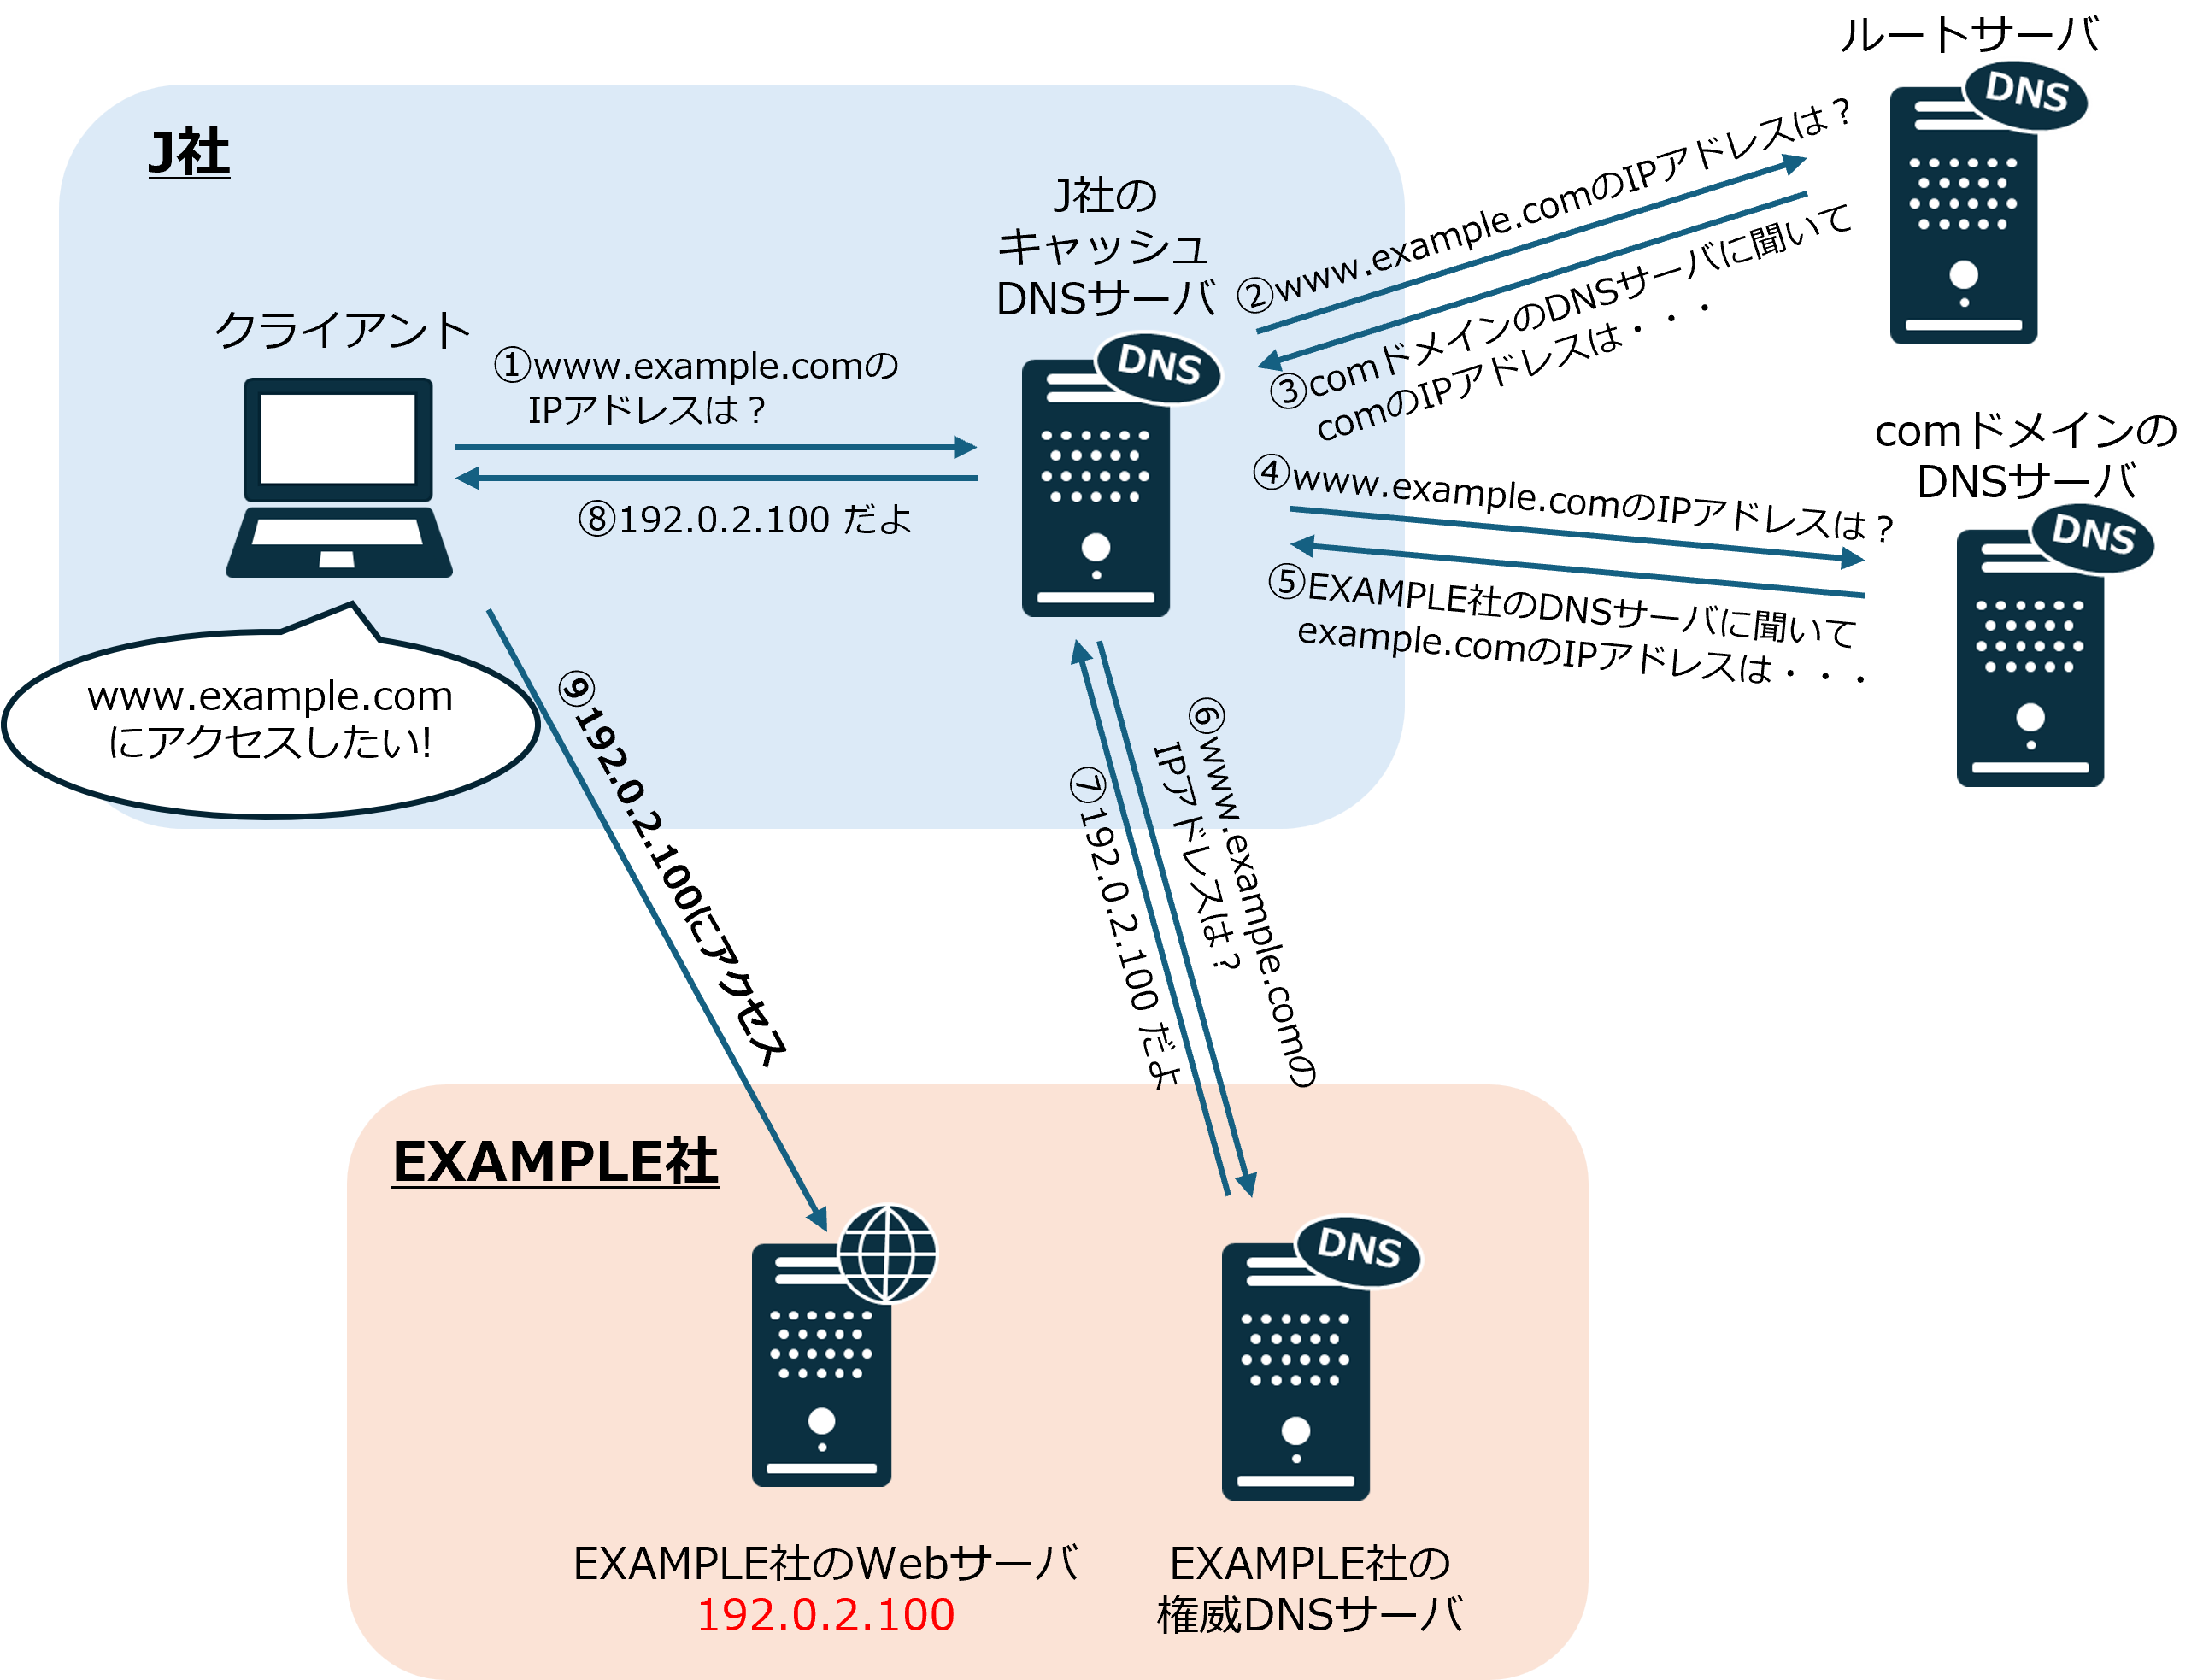 ルートサーバ
DNS
J社
J社の
キャッシュ
DNSサーバ
DNS
クライアント
①www.example.comの
IPアドレスは？
⑧192.0.2.100 だよ
www.example.com
にアクセスしたい!
②www.example.comのIPアドレスは？
③comドメインのDNSサーバに聞いて
comのIPアドレスは・・・
comドメインの
DNSサーバ
DNS
④www.example.comのIPアドレスは？
⑤EXAMPLE社のDNSサーバに聞いて
example.comのIPアドレスは・・・
⑥www.example.comの
IPアドレスは？
⑦192.0.2.100 だよ
⑨192.0.2.100にアクセス
EXAMPLE社
DNS
EXAMPLE社のWebサーバ
192.0.2.100
EXAMPLE社の
権威DNSサーバ